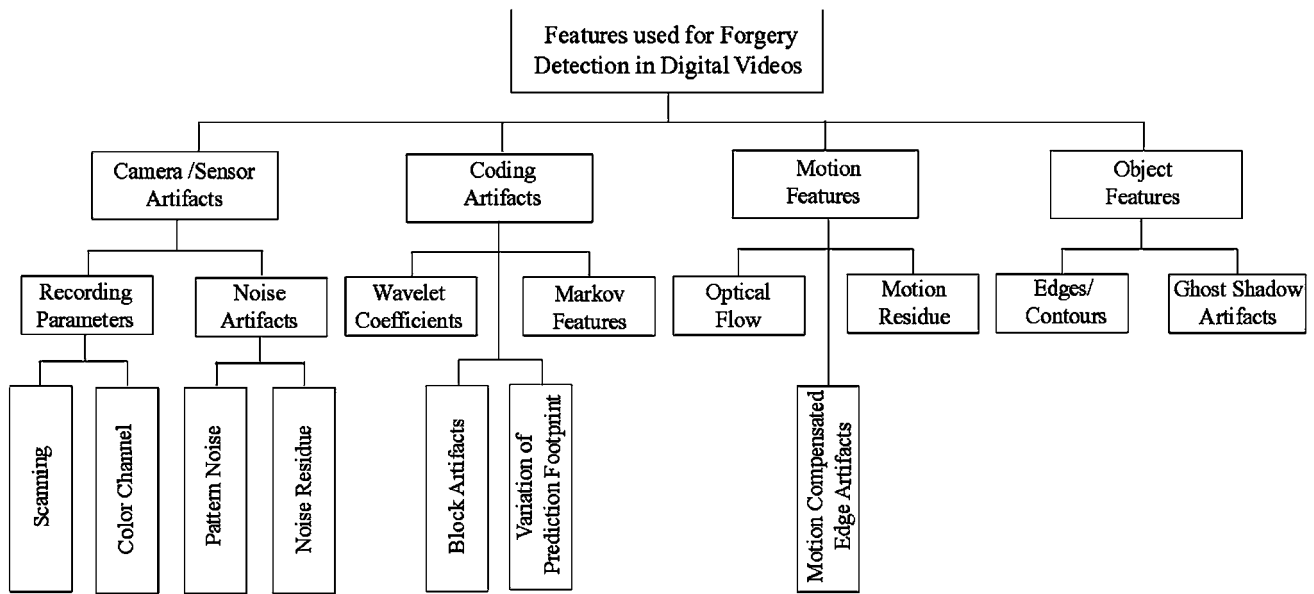 Features used for Forgery
Detection in Digital Videos
Camera /Sensor
Artifacts
Coding
Artifacts
Motion
Features
Object
Features
Recording
Parameters
Noise
Artifacts
Wavelet
Coefficients
Markov
Features
Optical
Flow
Motion
Residue
Edges/
Contours
Ghost Shadow
Artifacts
Scanning
Color Channel
Pattern Noise
Noise Residue
Block Artifacts
Variation of
Prediction Footprint
Motion Compensated
Edge Artifacts